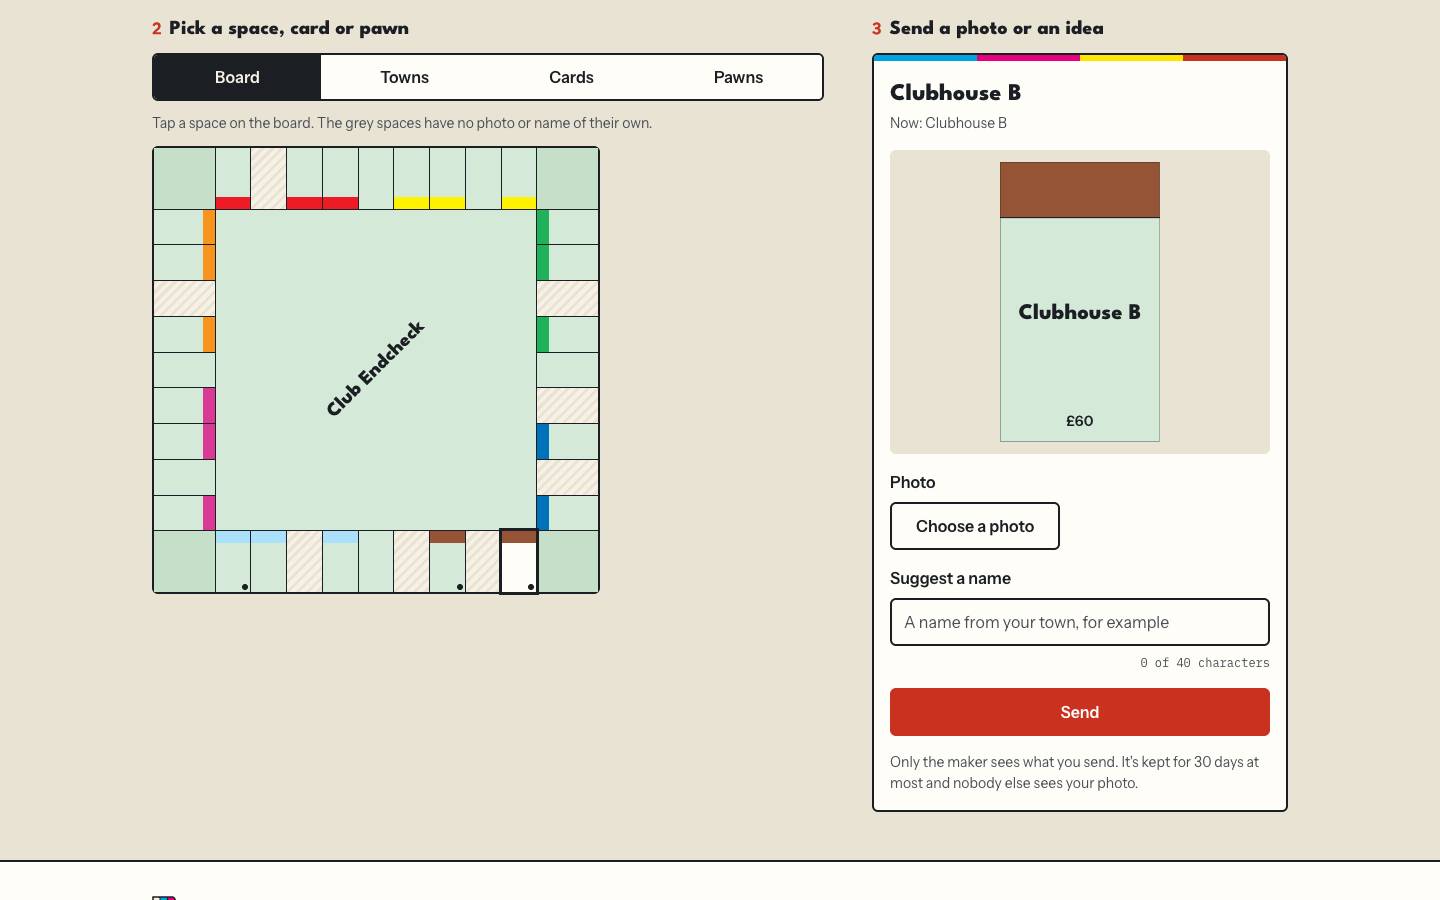 2 Pick a space, card or pawn
Board Towns Cards Pawns
Tap a space on the board. The grey spaces have no photo or name of their own.
Club Endcheck
3 Send a photo or an idea
Clubhouse B
Now: Clubhouse B
Clubhouse B
£60
Photo
Choose a photo
Suggest a name
A name from your town, for example
0 of 40 characters
Send
Only the maker sees what you send. It's kept for 30 days at
most and nobody else sees your photo.